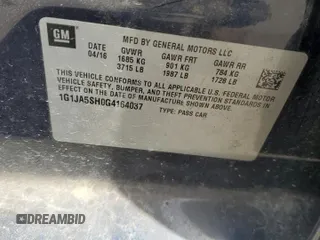 GM
MFD BY GENERAL MOTORS LLC
DATE GVWR GAWR FRT GAWR RR
04/16 1685 KG 901 KG 784 KG
3715 LB 1987 LB 1728 LB
THIS VEHICLE CONFORMS TO ALL APPLICABLE U.S. FEDERAL MOTOR
VEHICLE SAFETY, BUMPER, AND THEFT PREVENTION STANDARDS
IN EFFECT ON THE DATE OF MANUFACTURE SHOWN ABOVE.
1G1JA5SH0G4164037 TYPE: PASS CAR
DREAMBID